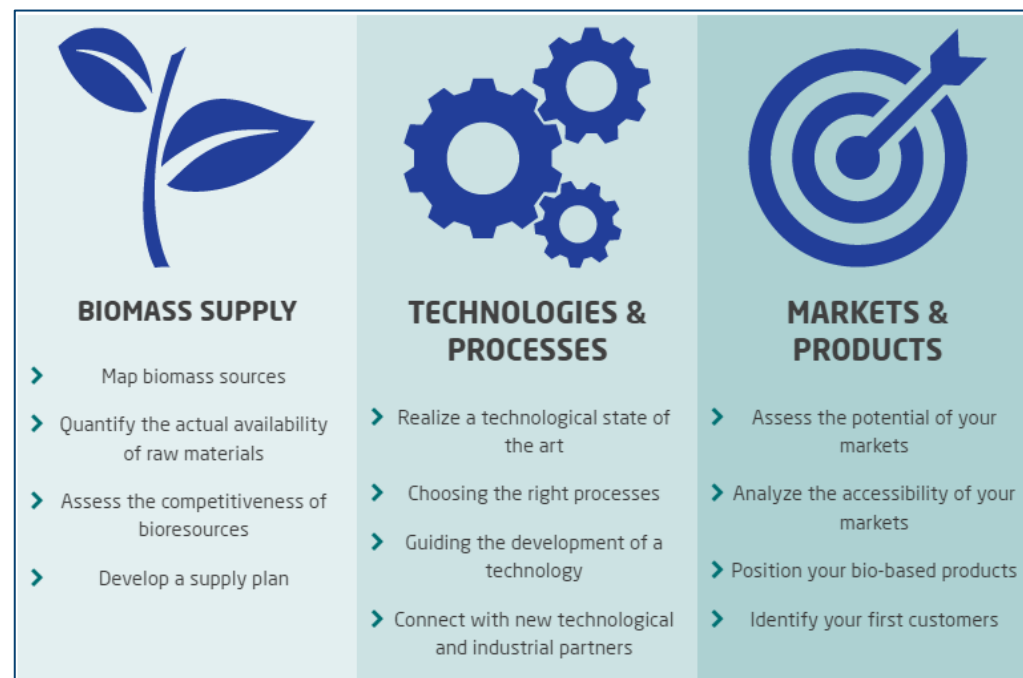 BIOMASS SUPPLY
Map biomass sources
Quantify the actual availability
of raw materials
Assess the competitiveness of
bioresources
Develop a supply plan
TECHNOLOGIES &
PROCESSES
Realize a technological state of
the art
Choosing the right processes
Guiding the development of a
technology
Connect with new technological
and industrial partners
MARKETS &
PRODUCTS
Assess the potential of your
markets
Analyze the accessibility of your
markets
Position your bio-based products
Identify your first customers